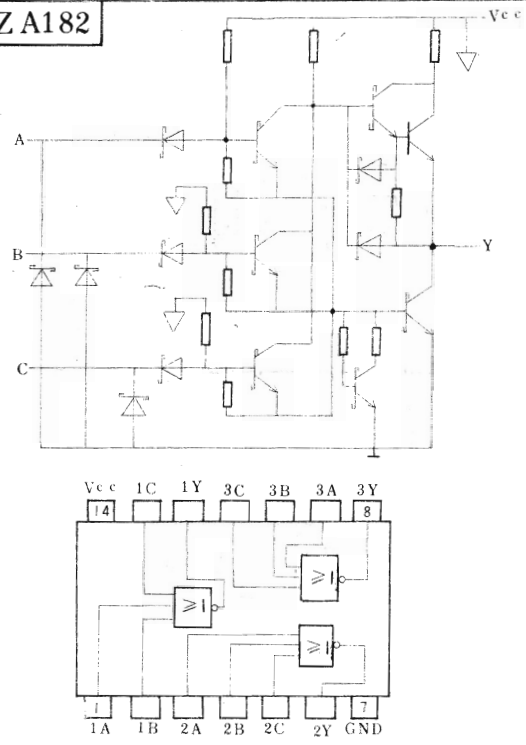 Z A182
Vcc
A
B
Y
C
Vcc 1C 1Y 3C 3B 3A 3Y
14 8
≥1
≥1
≥1
1 7
1A 1B 2A 2B 2C 2Y GND